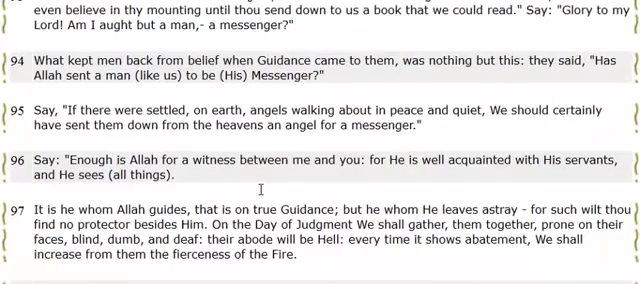 even believe in thy mounting until thou send down to us a book that we could read." Say: "Glory to my
Lord! Am I aught but a man,- a messenger?"
94 What kept men back from belief when Guidance came to them, was nothing but this: they said, "Has
Allah sent a man (like us) to be (His) Messenger?"
95 Say, "If there were settled, on earth, angels walking about in peace and quiet, We should certainly
have sent them down from the heavens an angel for a messenger."
96 Say: "Enough is Allah for a witness between me and you: for He is well acquainted with His servants,
and He sees (all things).
97 It is he whom Allah guides, that is on true Guidance; but he whom He leaves astray - for such wilt thou
find no protector besides Him. On the Day of Judgment We shall gather, them together, prone on their
faces, blind, dumb, and deaf: their abode will be Hell: every time it shows abatement, We shall
increase from them the fierceness of the Fire.